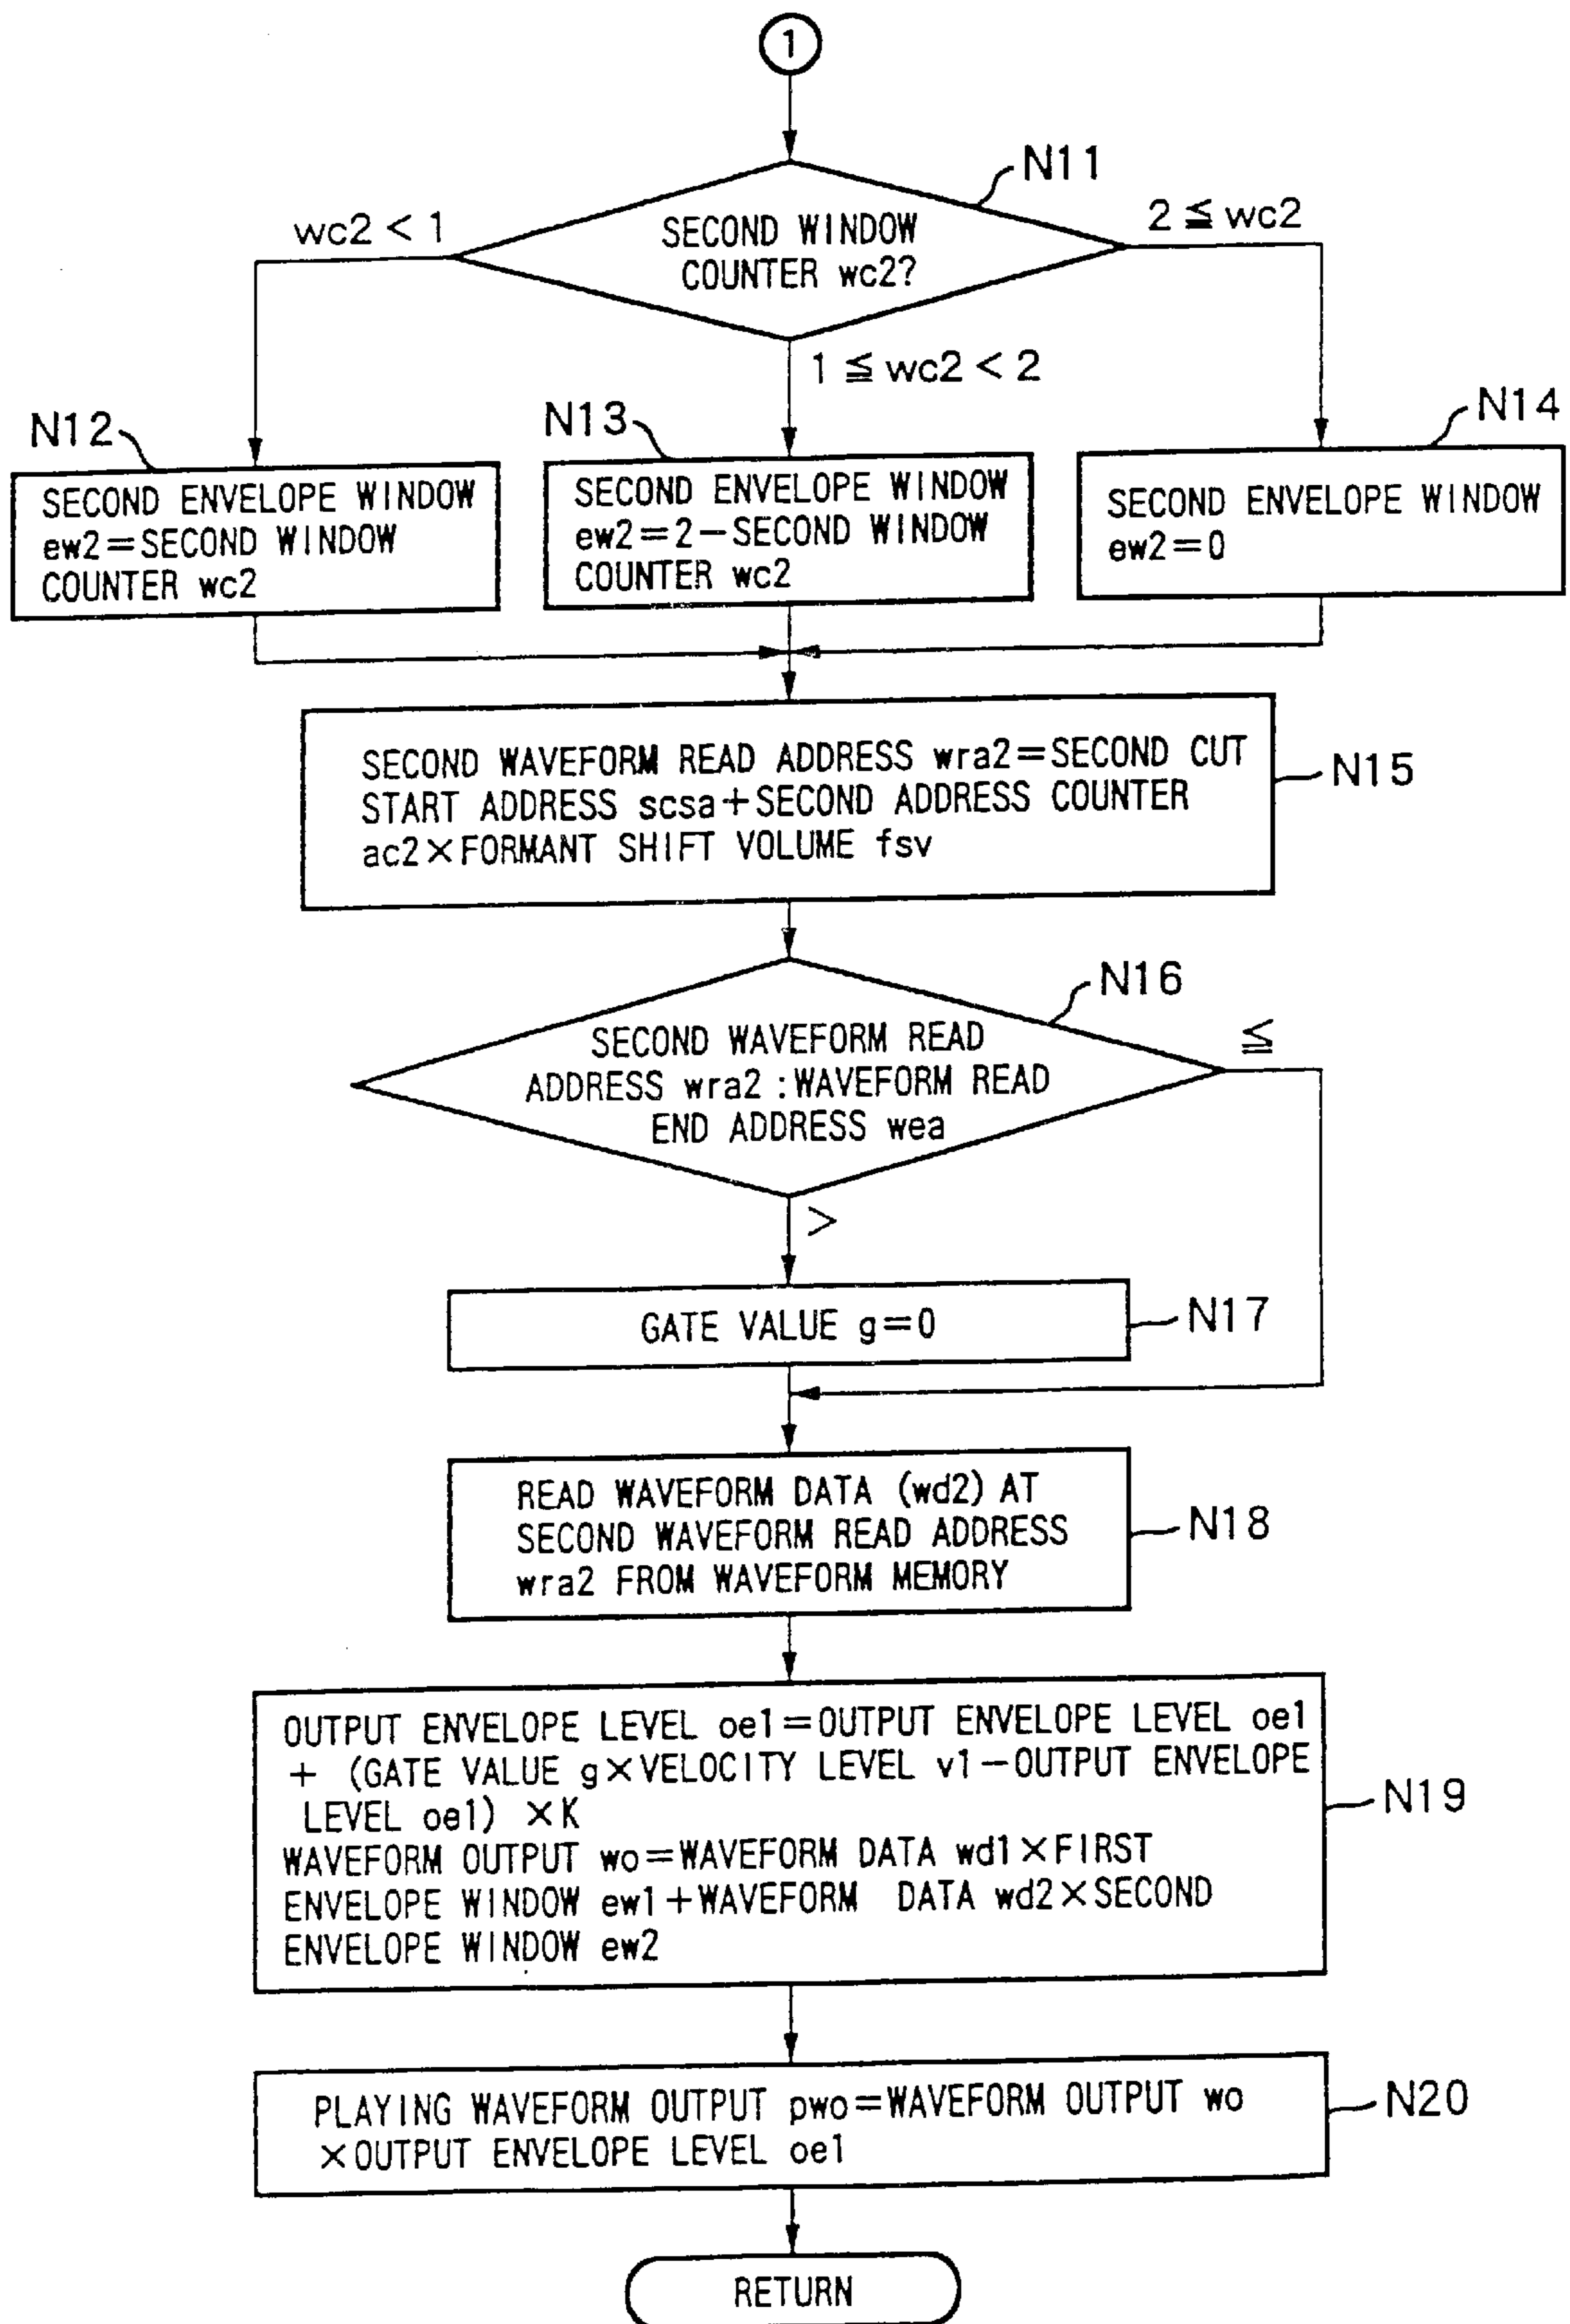 1
N11
wc2 < 1
2 ≦ wc2
SECOND WINDOW
COUNTER wc2?
1 ≦ wc2 < 2
N12
N13
N14
SECOND ENVELOPE WINDOW
ew2=SECOND WINDOW
COUNTER wc2
SECOND ENVELOPE WINDOW
ew2=2-SECOND WINDOW
COUNTER wc2
SECOND ENVELOPE WINDOW
ew2=0
SECOND WAVEFORM READ ADDRESS wra2=SECOND CUT
START ADDRESS scsa+SECOND ADDRESS COUNTER
ac2×FORMANT SHIFT VOLUME fsv
N15
N16
SECOND WAVEFORM READ
ADDRESS wra2:WAVEFORM READ
END ADDRESS wea
≦
>
GATE VALUE g=0
N17
READ WAVEFORM DATA (wd2) AT
SECOND WAVEFORM READ ADDRESS
wra2 FROM WAVEFORM MEMORY
N18
OUTPUT ENVELOPE LEVEL oe1=OUTPUT ENVELOPE LEVEL oe1
+ (GATE VALUE g×VELOCITY LEVEL v1-OUTPUT ENVELOPE
LEVEL oe1) ×K
WAVEFORM OUTPUT wo=WAVEFORM DATA wd1×FIRST
ENVELOPE WINDOW ew1+WAVEFORM DATA wd2×SECOND
ENVELOPE WINDOW ew2
N19
PLAYING WAVEFORM OUTPUT pwo=WAVEFORM OUTPUT wo
×OUTPUT ENVELOPE LEVEL oe1
N20
RETURN